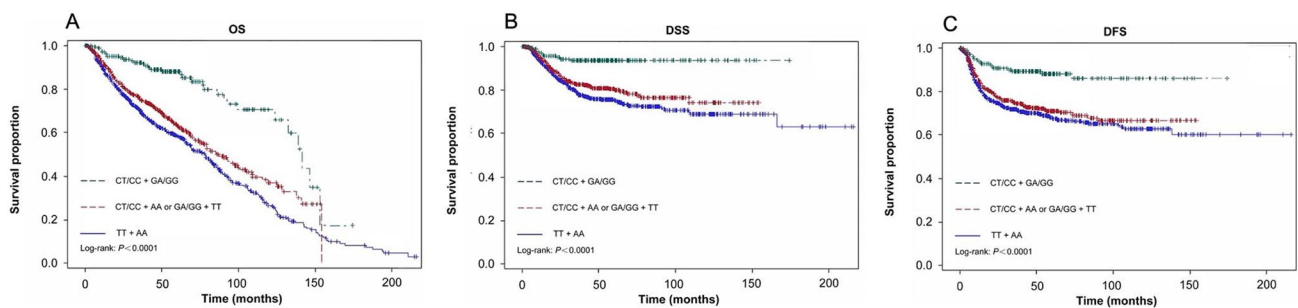 A
OS
Survival proportion
1.0
0.8
0.6
0.4
0.2
0.0
CT/CC + GA/GG
CT/CC + AA or GA/GG + TT
TT + AA
Log-rank: P<0.0001
0 50 100 150 200
Time (months)
B
DSS
Survival proportion
1.0
0.8
0.6
0.4
0.2
0.0
CT/CC + GA/GG
CT/CC + AA or GA/GG + TT
TT + AA
Log-rank: P<0.0001
0 50 100 150 200
Time (months)
C
DFS
Survival proportion
1.0
0.8
0.6
0.4
0.2
0.0
CT/CC + GA/GG
CT/CC + AA or GA/GG + TT
TT + AA
Log-rank: P<0.0001
0 50 100 150 200
Time (months)